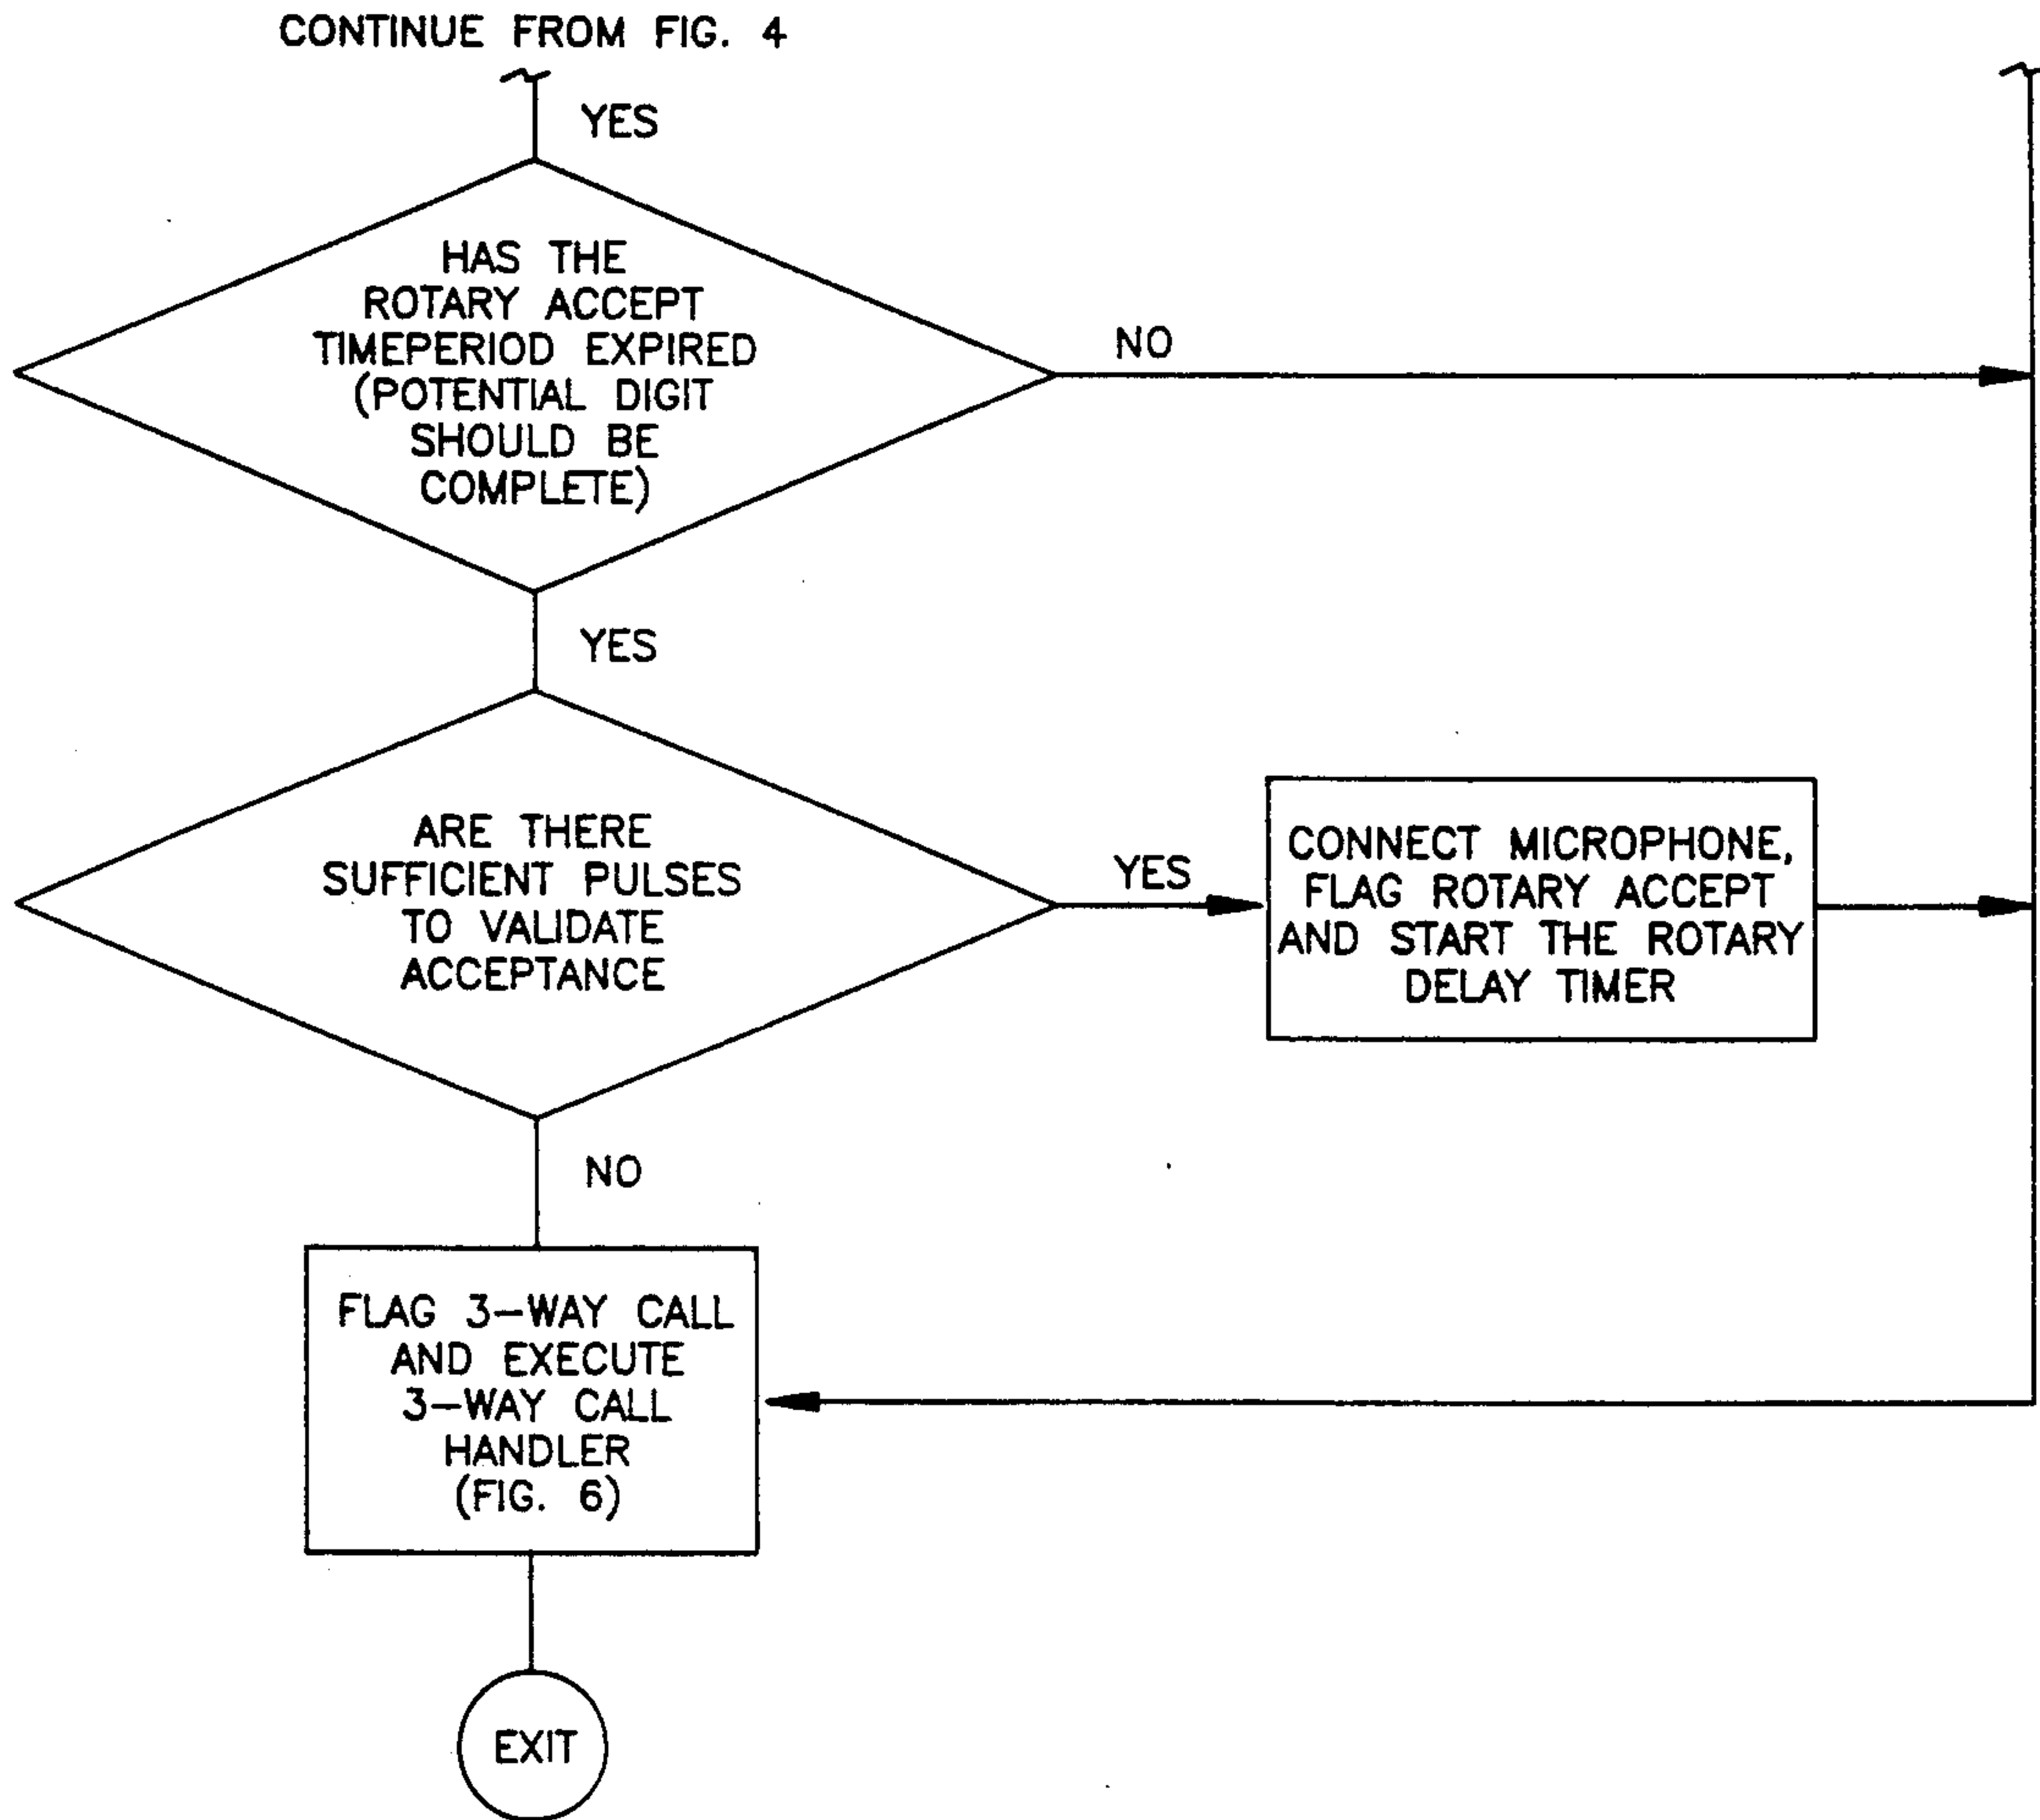 CONTINUE FROM FIG. 4
YES
HAS THE
ROTARY ACCEPT
TIMEPERIOD EXPIRED
(POTENTIAL DIGIT
SHOULD BE
COMPLETE)
NO
YES
ARE THERE
SUFFICIENT PULSES
TO VALIDATE
ACCEPTANCE
YES
CONNECT MICROPHONE,
FLAG ROTARY ACCEPT
AND START THE ROTARY
DELAY TIMER
NO
FLAG 3-WAY CALL
AND EXECUTE
3-WAY CALL
HANDLER
(FIG. 6)
EXIT